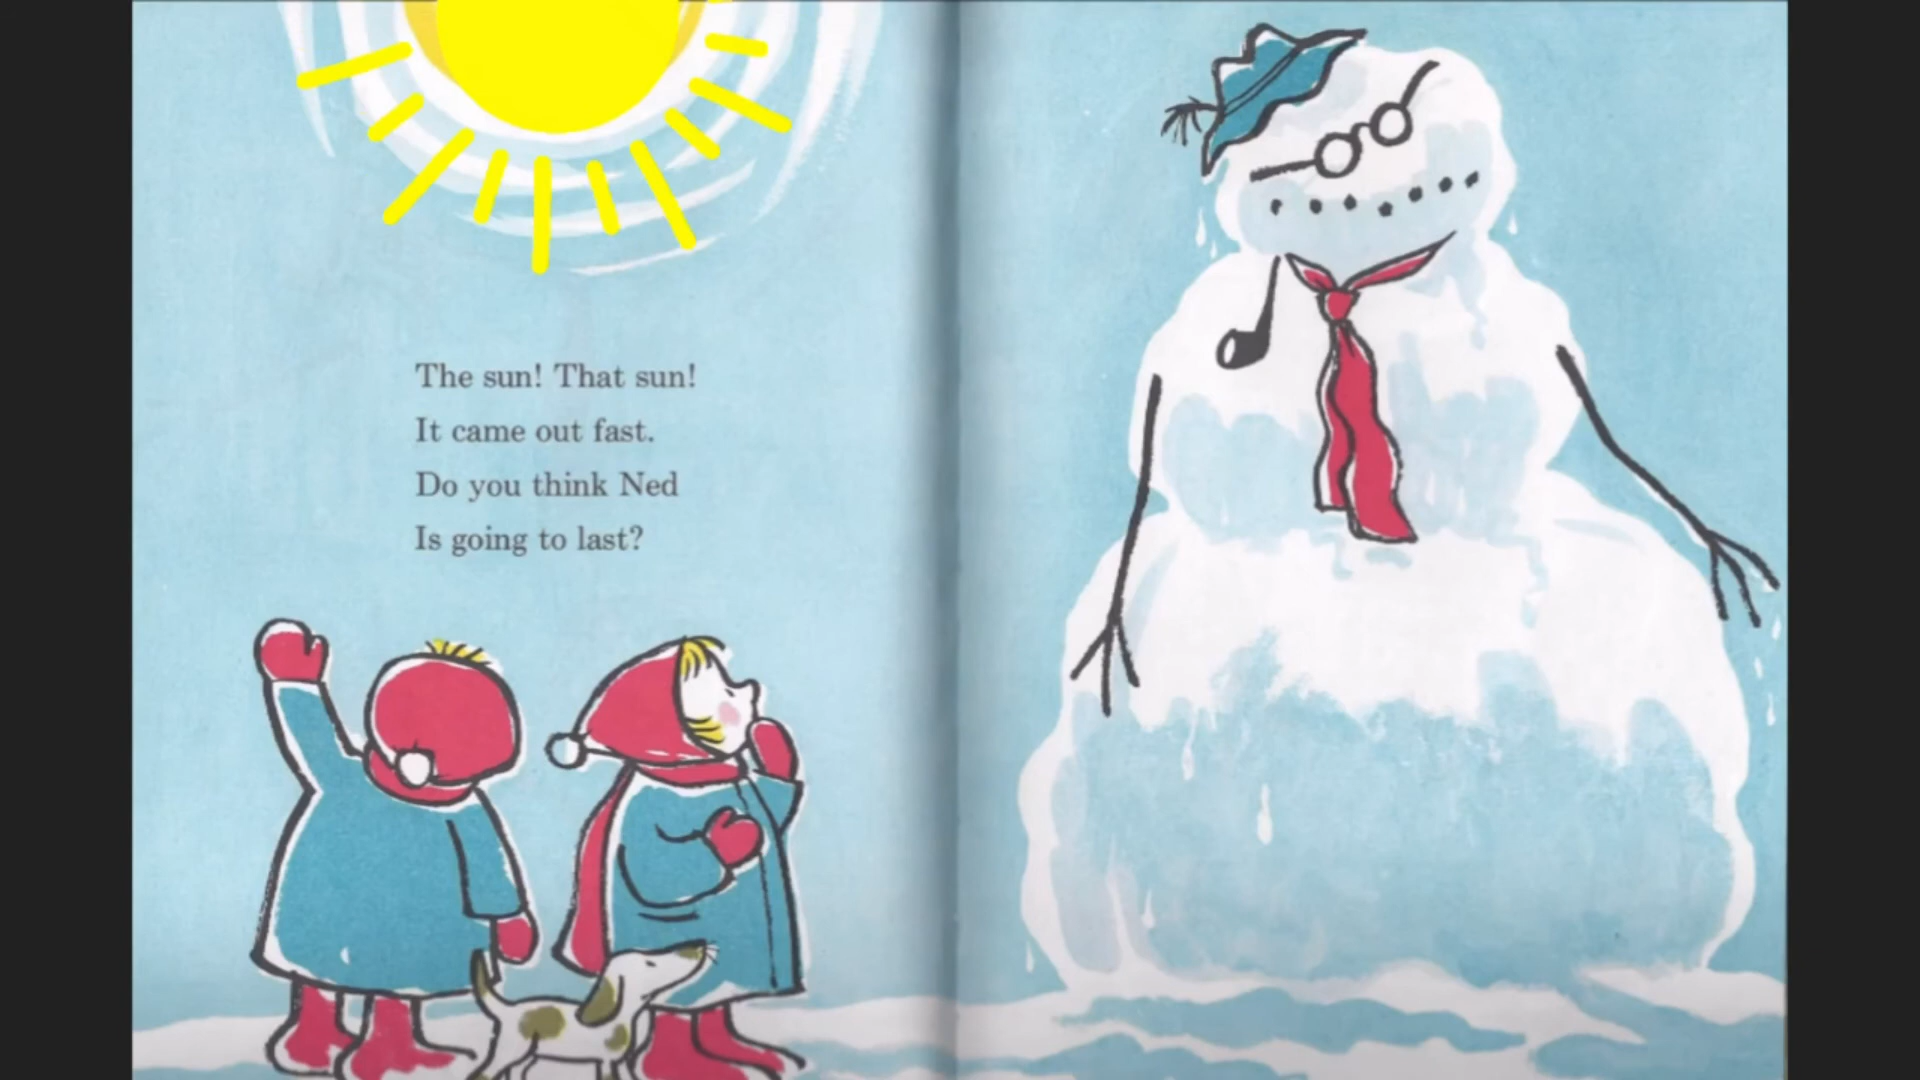 The sun! That sun!
It came out fast.
Do you think Ned
Is going to last?